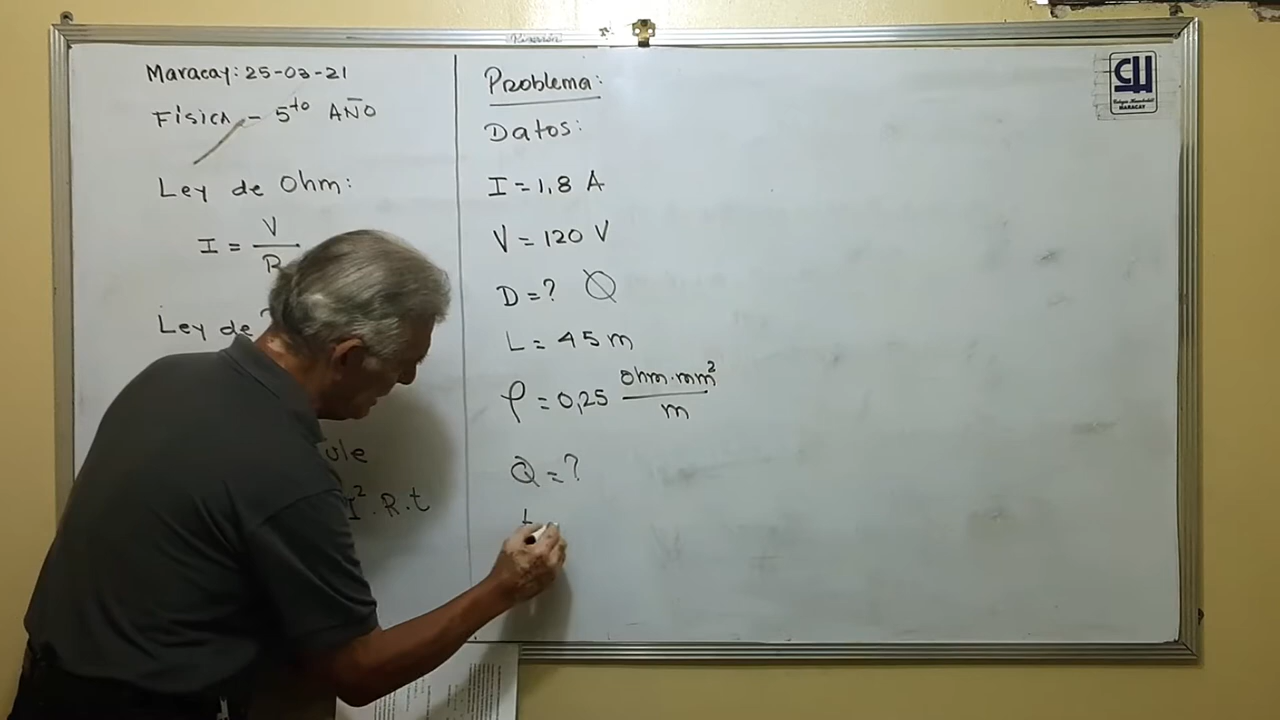 Maracay: 25-03-21
Física - 5to AÑO
Ley de Ohm:
I = V
R
Ley de
ule
I². R. t
Problema:
Datos:
I = 1,8 A
V = 120 V
D = ? Ø
L = 45 m
ρ = 0,25 ohm.mm²
m
Q = ?
MARACAY